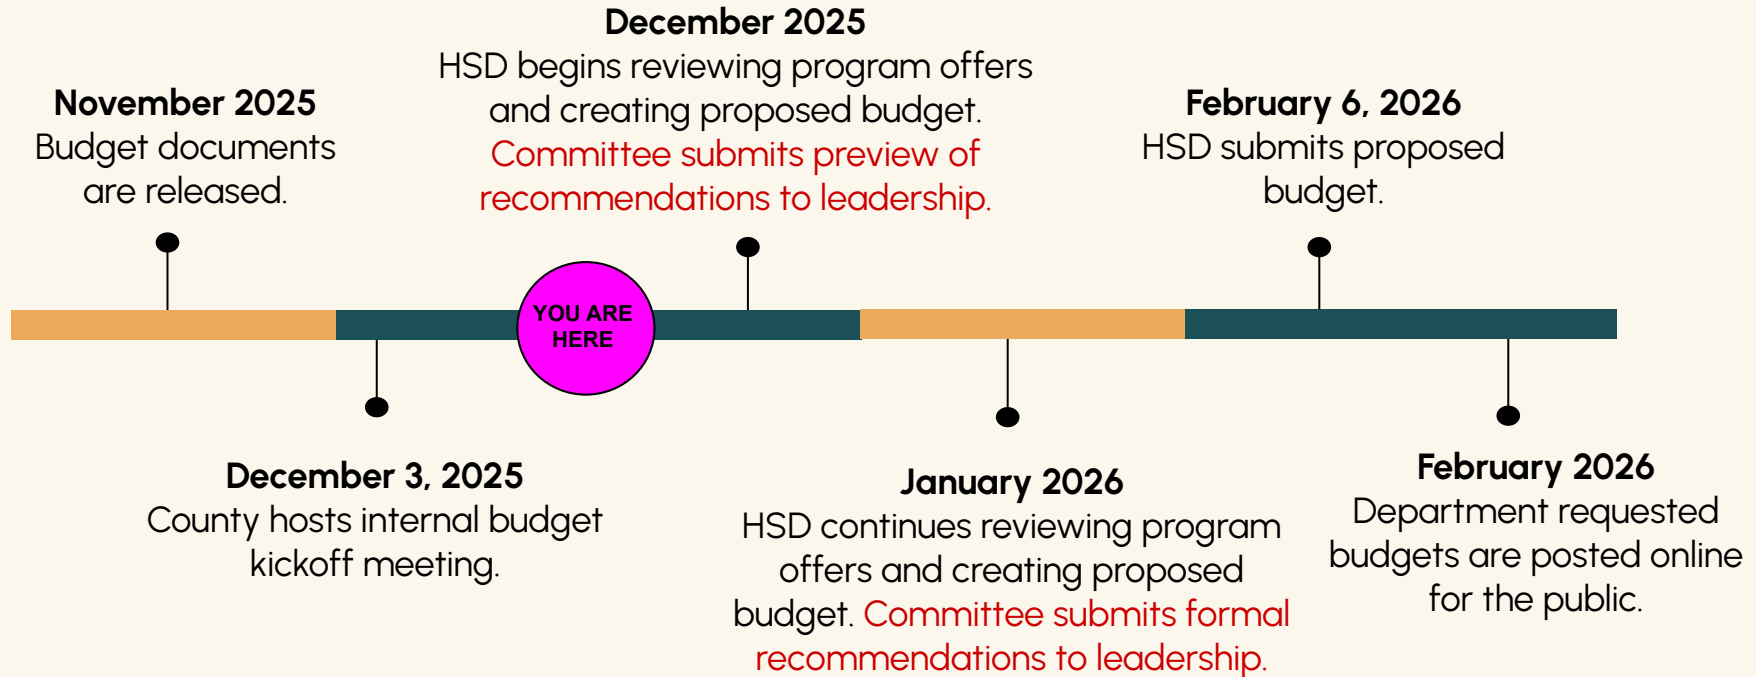 November 2025
Budget documents
are released.
December 2025
HSD begins reviewing program offers
and creating proposed budget.
Committee submits preview of
recommendations to leadership.
February 6, 2026
HSD submits proposed
budget.
YOU ARE
HERE
December 3, 2025
County hosts internal budget
kickoff meeting.
January 2026
HSD continues reviewing program
offers and creating proposed
budget. Committee submits formal
recommendations to leadership.
February 2026
Department requested
budgets are posted online
for the public.